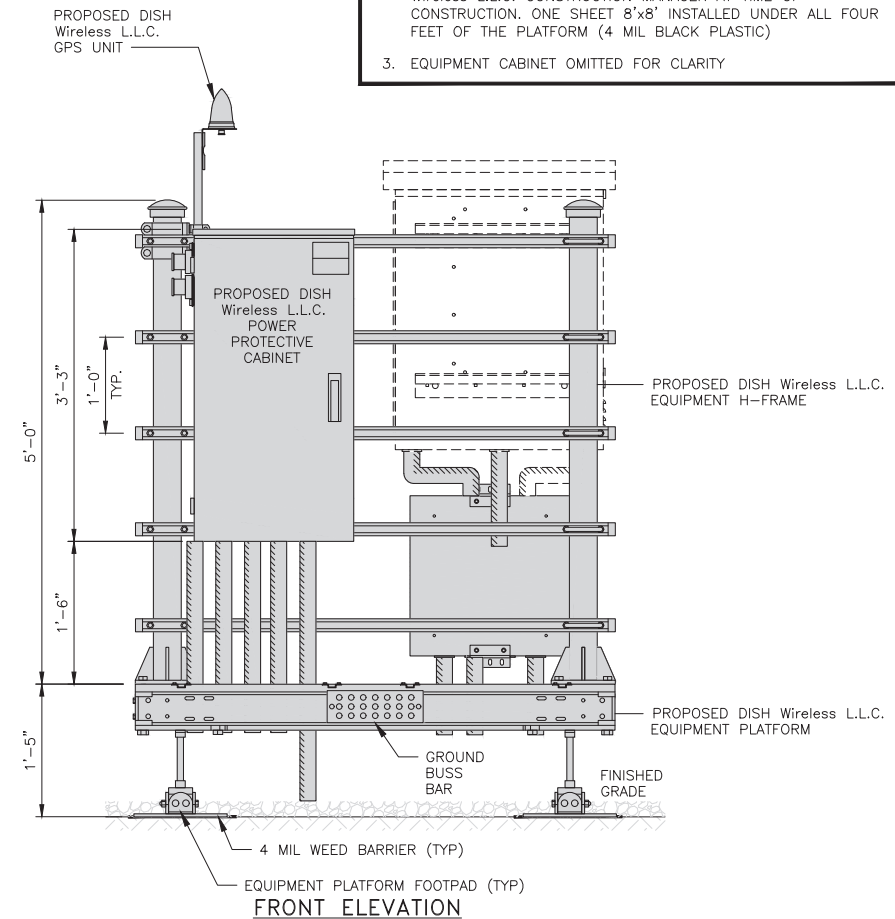 PROPOSED DISH
Wireless L.L.C.
GPS UNIT
CONSTRUCTION. ONE SHEET 8'x8' INSTALLED UNDER ALL FOUR
FEET OF THE PLATFORM (4 MIL BLACK PLASTIC)
3. EQUIPMENT CABINET OMITTED FOR CLARITY
PROPOSED DISH
Wireless L.L.C.
POWER
PROTECTIVE
CABINET
5'-0"
3'-3"
1'-0"
TYP.
1'-6"
1'-5"
PROPOSED DISH Wireless L.L.C.
EQUIPMENT H-FRAME
PROPOSED DISH Wireless L.L.C.
EQUIPMENT PLATFORM
GROUND
BUSS
BAR
FINISHED
GRADE
4 MIL WEED BARRIER (TYP)
EQUIPMENT PLATFORM FOOTPAD (TYP)
FRONT ELEVATION